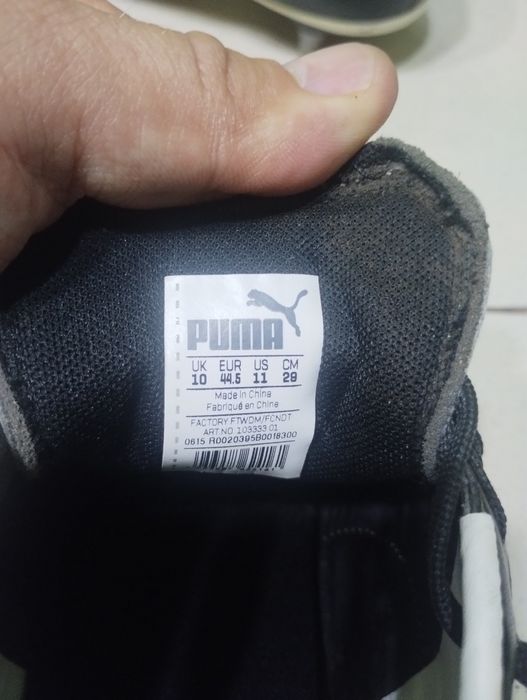 PUMA
UK EUR US CM
10 44.5 11 29
Made in China
Fabriqué en Chine
FACTORY FTWDM/FCNDT
ART.NO. 103333 01
0615 R0020395B0018300